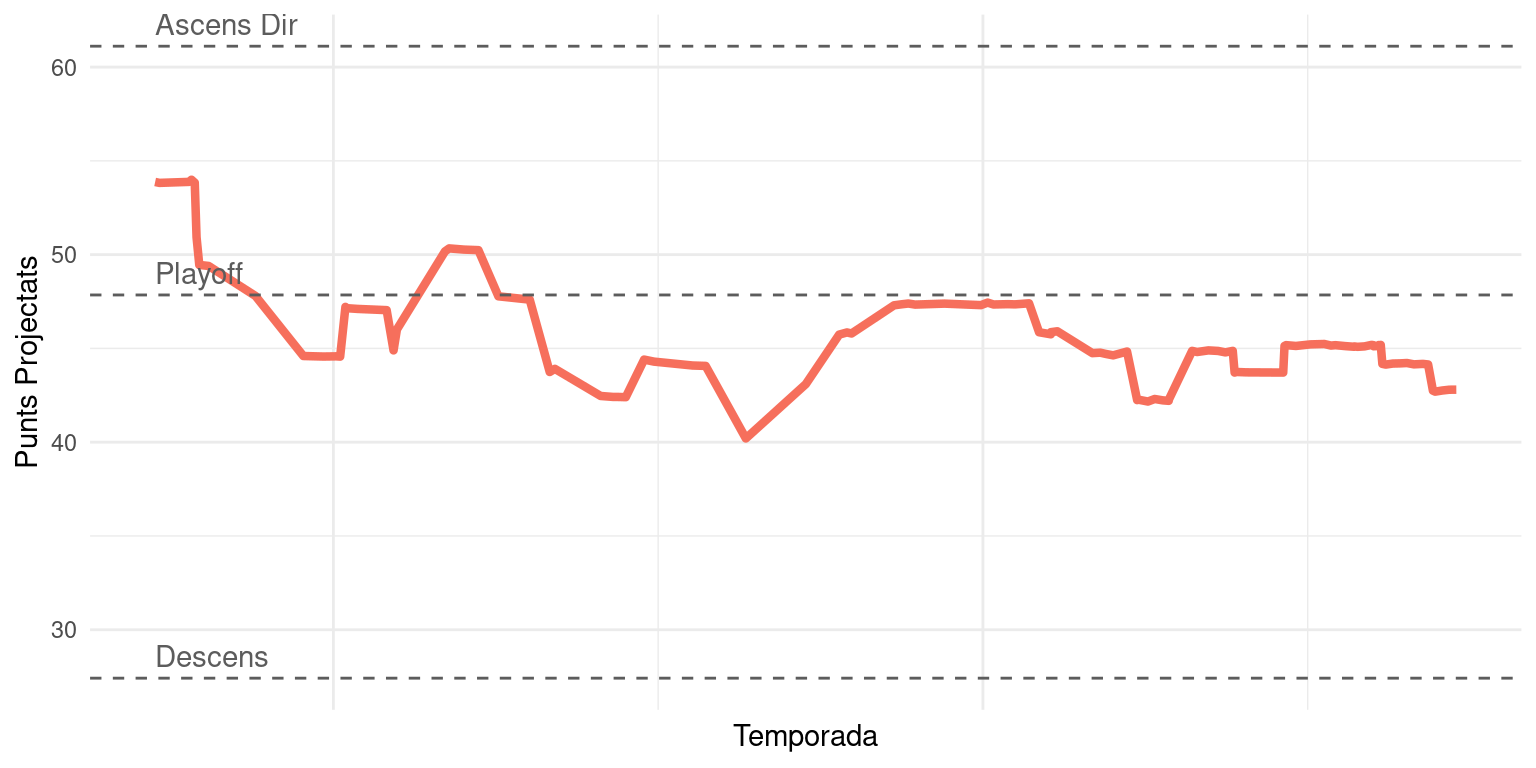 Ascens Dir
60
50
Playoff
40
30
Descens
Punts Projectats
Temporada